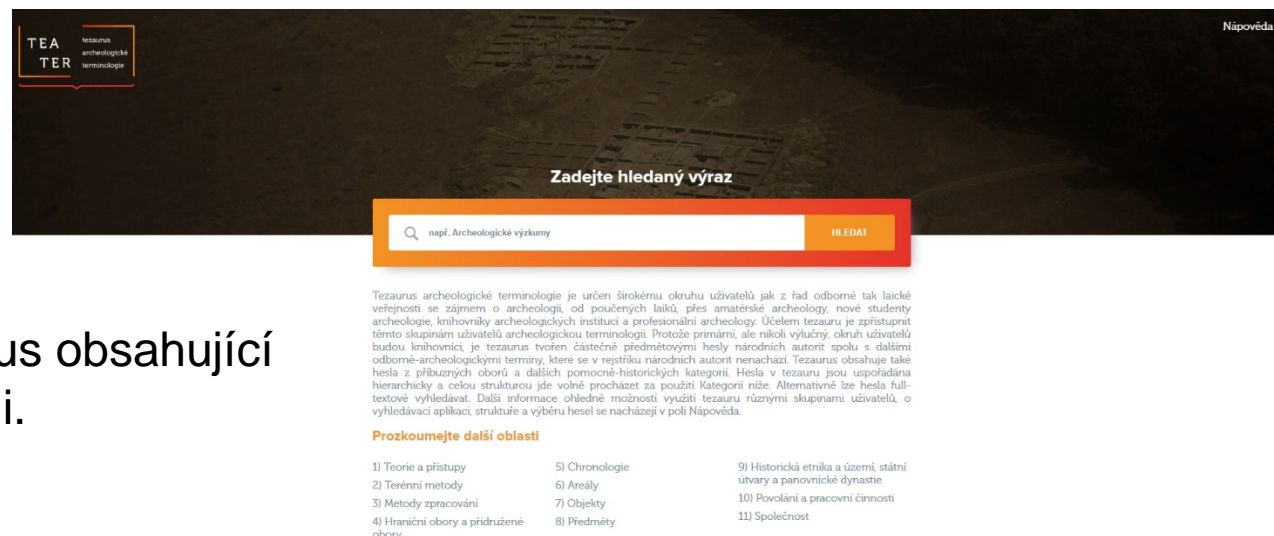 TEA
TER
tezaurus
archeologické
terminologie
Nápověda
Zadejte hledaný výraz
např. Archeologické výzkumy
HLEDAT
us obsahující
i.
Tezaurus archeologické terminologie je určen širokému okruhu uživatelů jak z řad odborné tak laické
veřejnosti se zájmem o archeologii, od poučených laiků, přes amatérské archeology, nové studenty
archeologie, knihovníky archeologických institucí a profesionální archeology. Účelem tezauru je zpřístupnit
těmto skupinám uživatelů archeologickou terminologii. Protože primární, ale nikoli výlučný, okruh uživatelů
budou knihovníci, je tezaurus tvořen částečně předmětovými hesly národních autorit spolu s dalšími
odborně-archeologickými termíny, které se v rejstříku národních autorit nenachází. Tezaurus obsahuje také
hesla z příbuzných oborů a dalších pomocně-historických kategorií. Hesla v tezauru jsou uspořádána
hierarchicky a celou strukturou jde volně procházet za použití Kategorií níže. Alternativně lze hesla full-
textově vyhledávat. Další informace ohledně možností využití tezauru různými skupinami uživatelů, o
vyhledávací aplikaci, struktuře a výběru hesel se nacházejí v poli Nápověda.
Prozkoumejte další oblasti
1) Teorie a přístupy
2) Terénní metody
3) Metody zpracování
4) Hraniční obory a přidružené
obory
5) Chronologie
6) Areály
7) Objekty
8) Předměty
9) Historická etnika a území, státní
útvary a panovnické dynastie
10) Povolání a pracovní činnosti
11) Společnost